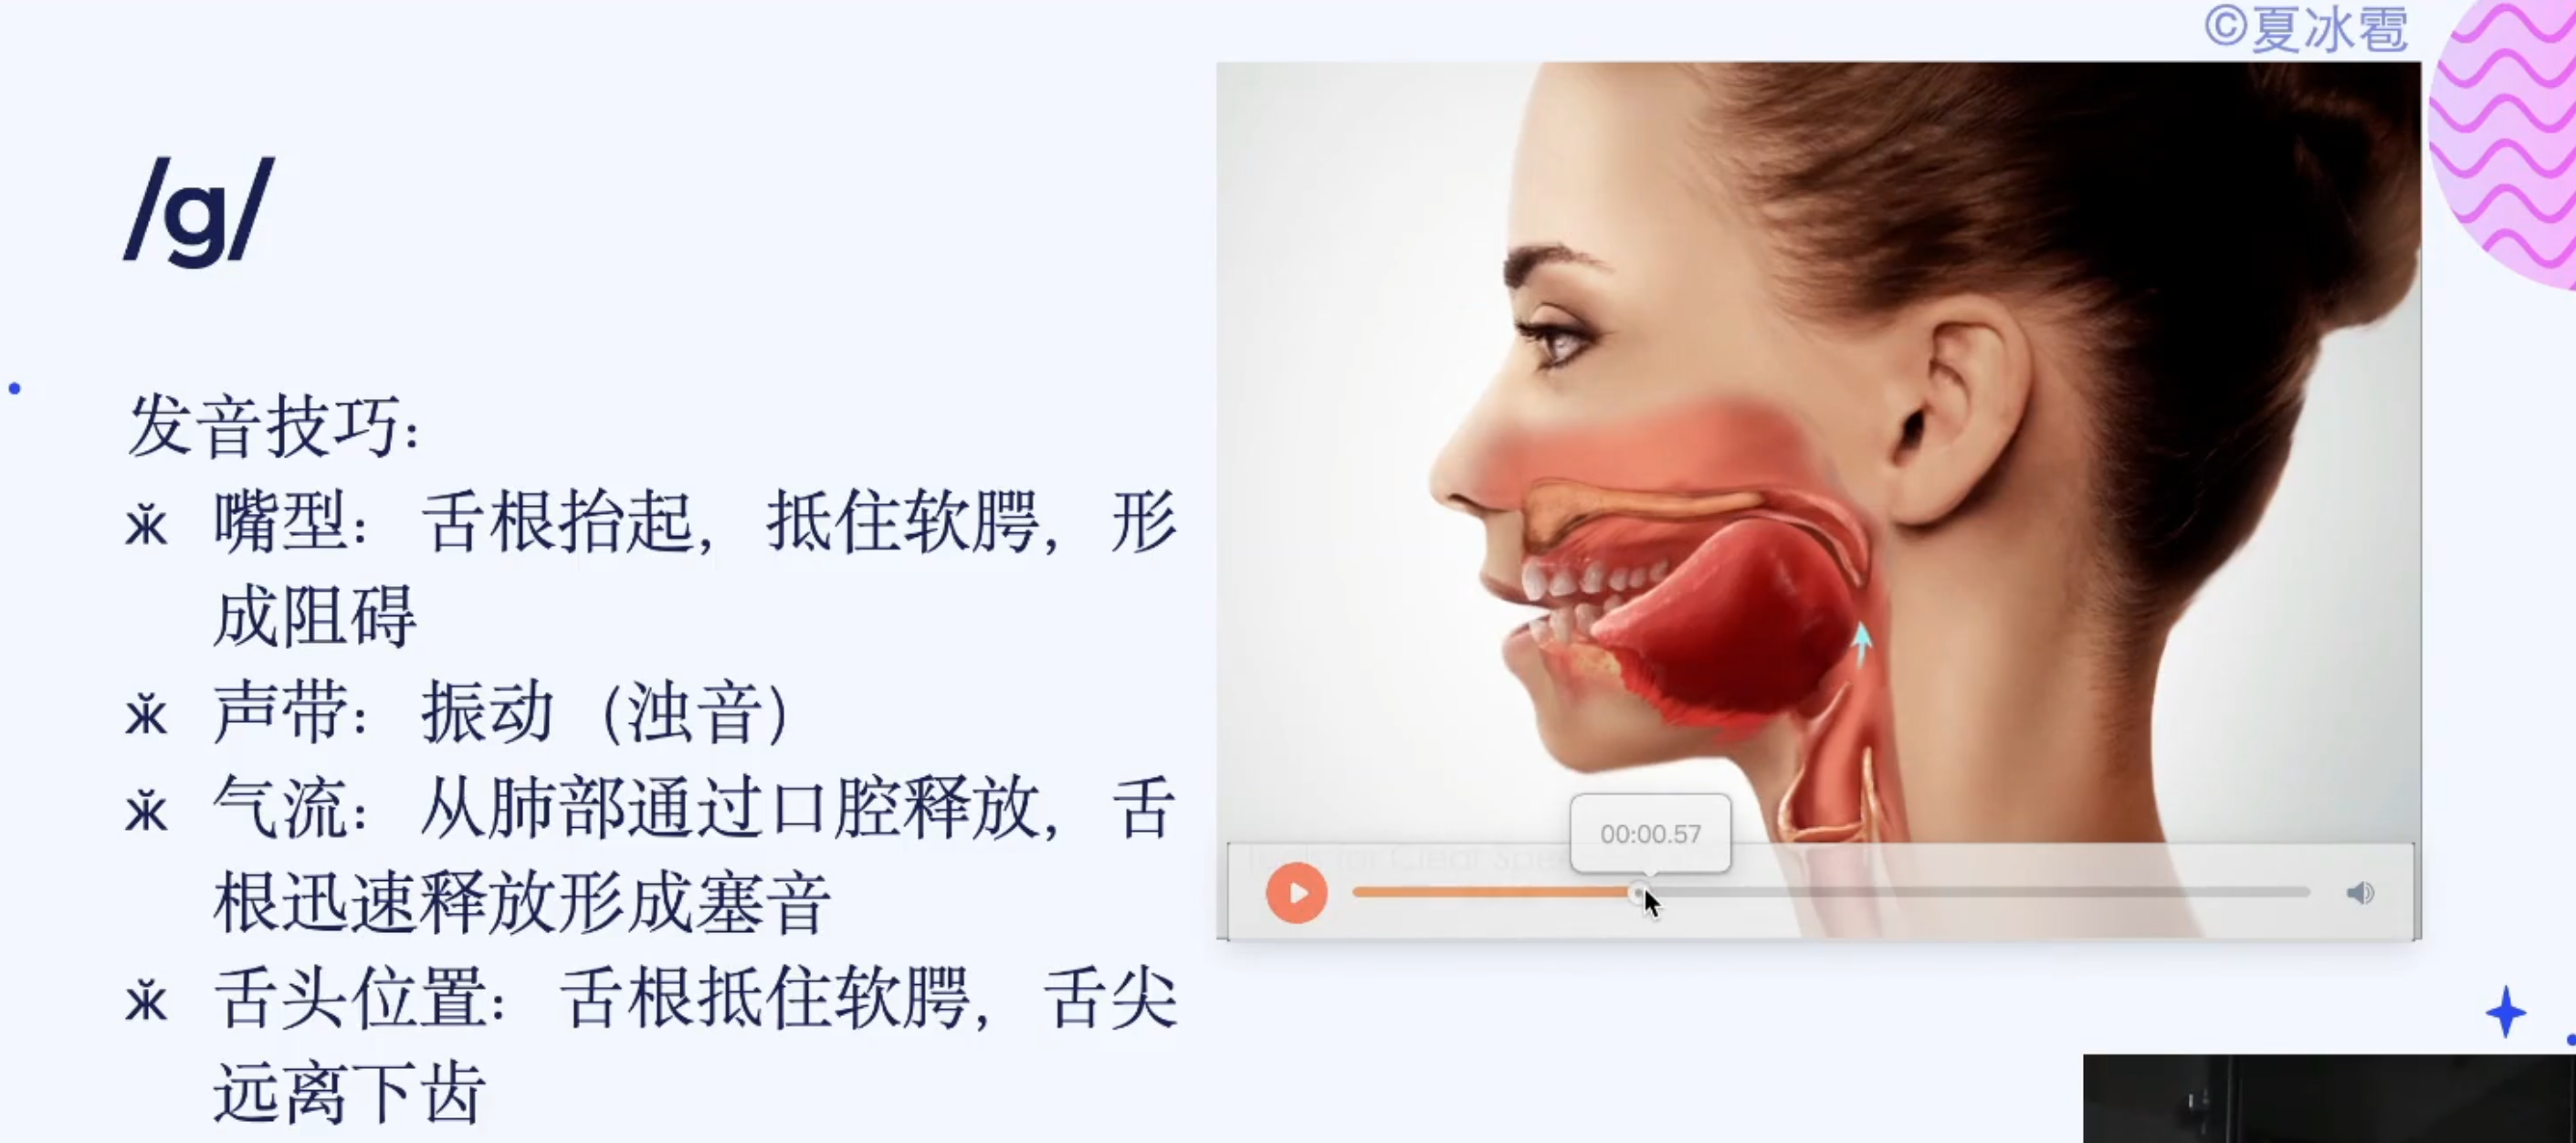 ©夏冰雹
/g/
发音技巧：
ӂ 嘴型： 舌根抬起， 抵住软腭， 形
成阻碍
ӂ 声带： 振动（浊音）
ӂ 气流： 从肺部通过口腔释放， 舌
根迅速释放形成塞音
ӂ 舌头位置： 舌根抵住软腭， 舌尖
远离下齿
00:00.57
for Clear Spe